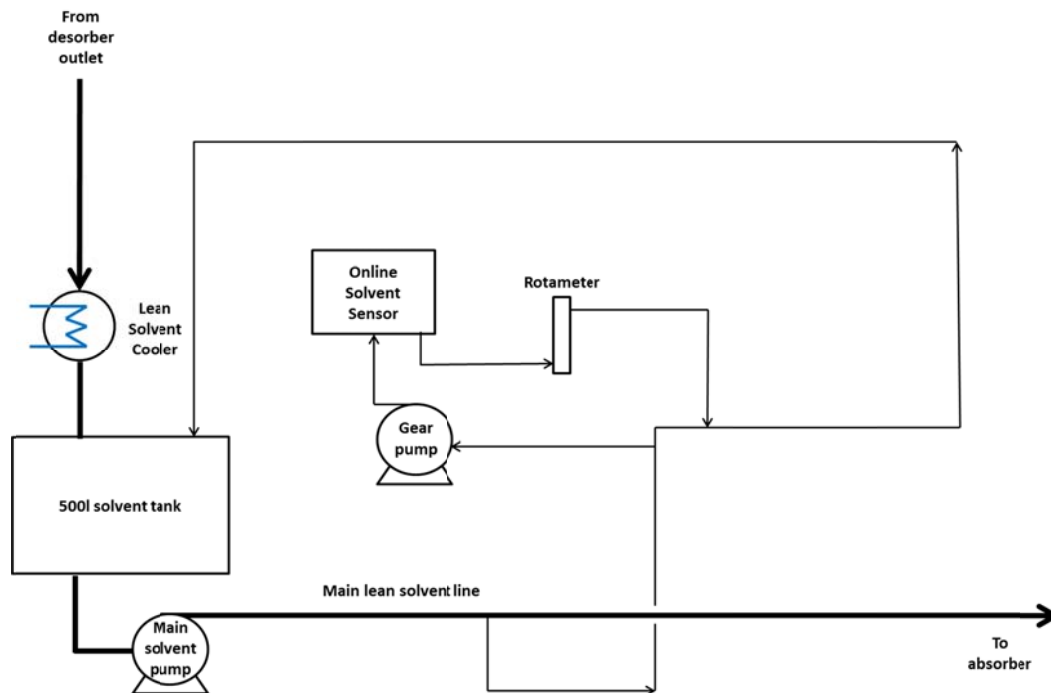 From
desorber
outlet
Online
Solvent
Sensor
Rotameter
Lean
Solvent
Cooler
Gear
pump
500l solvent tank
Main lean solvent line
Main
solvent
pump
To
absorber